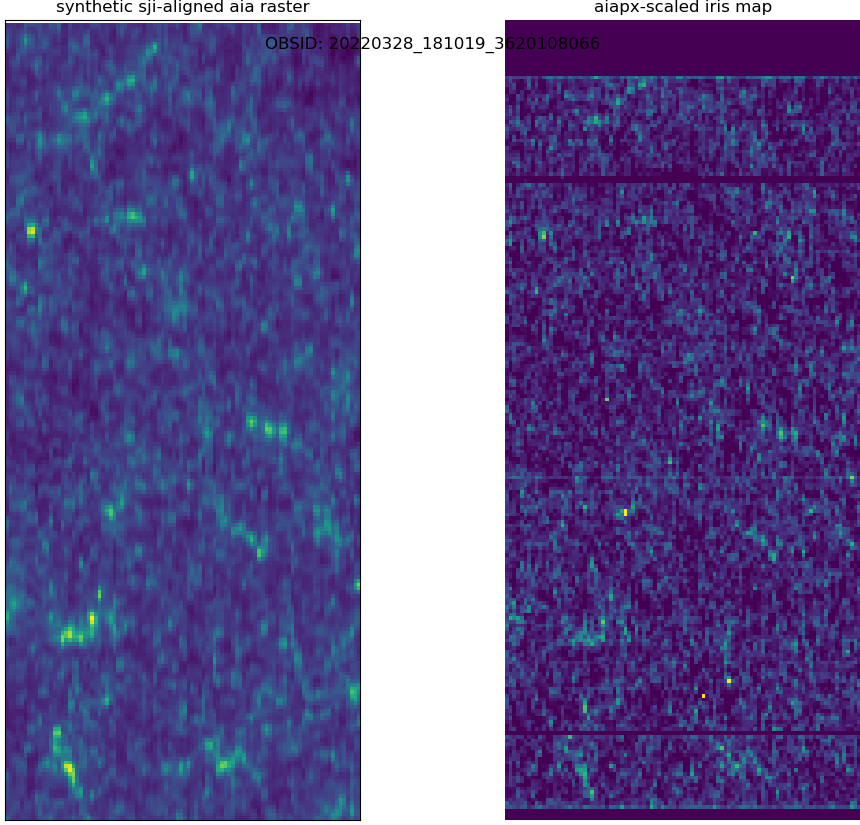 synthetic sji-aligned aia raster
aiapx-scaled iris map
OBSID: 20220328_181019_3620108066